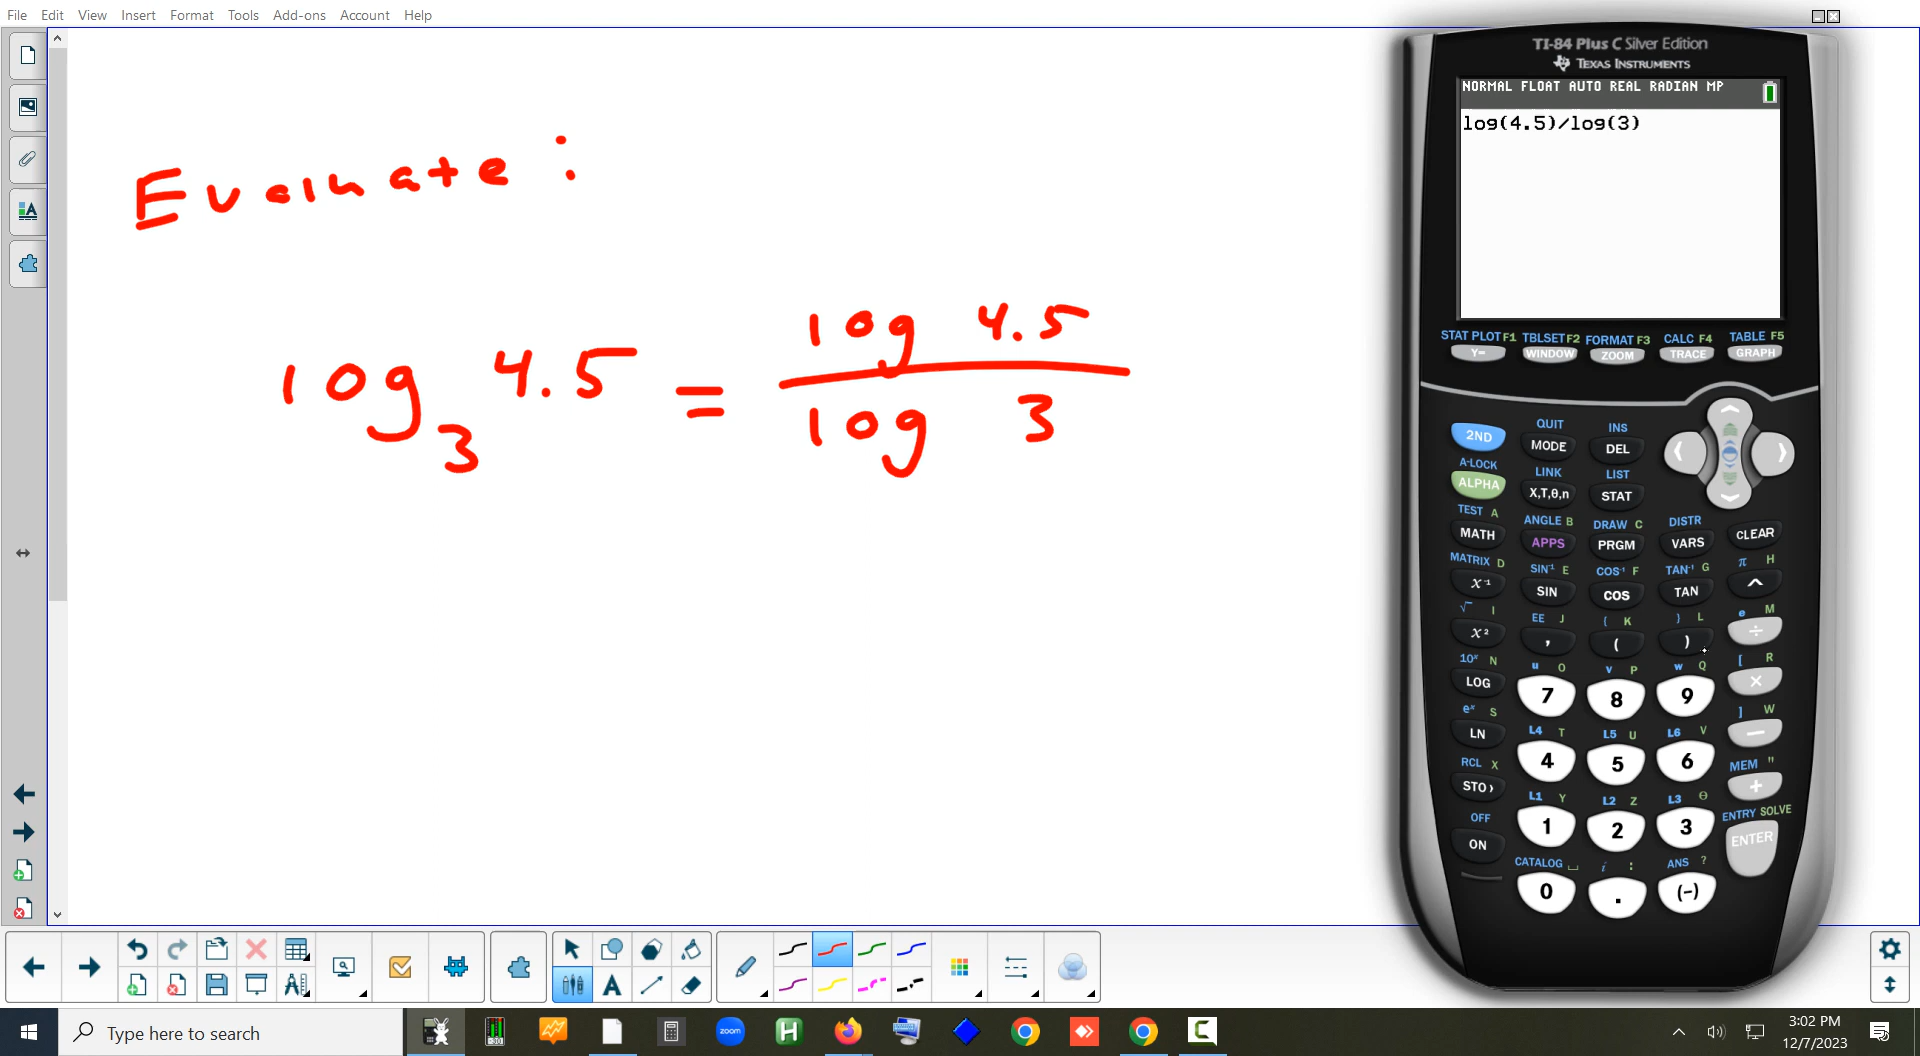 File Edit View Insert Format Tools Add-ons Account Help
TI-84 Plus C Silver Edition
TEXAS INSTRUMENTS
NORMAL FLOAT AUTO REAL RADIAN MP
log(4.5)/log(3)
Evaluate :
log₃ 4.5 = log 4.5
log 3
STAT PLOT F1 TBLSET F2 FORMAT F3 CALC F4 TABLE F5
Y= WINDOW ZOOM TRACE GRAPH
QUIT INS
2ND MODE DEL
A-LOCK LINK LIST
ALPHA X,T,θ,n STAT
TEST A ANGLE B DRAW C DISTR
MATH APPS PRGM VARS CLEAR
MATRIX D SIN⁻¹ E COS⁻¹ F TAN⁻¹ G π H
X⁻¹ SIN COS TAN ^
√ I EE J { K } L e M
X² , ( ) ÷
10ˣ N u O v P w Q [ R
LOG 7 8 9 ×
eˣ S L4 T L5 U L6 V ] W
LN 4 5 6 −
RCL X L1 Y L2 Z L3 θ MEM "
STO› 1 2 3 +
OFF CATALOG ⎵ i : ANS ? ENTRY SOLVE
ON 0 . (−) ENTER
Type here to search
zoom
3:02 PM
12/7/2023